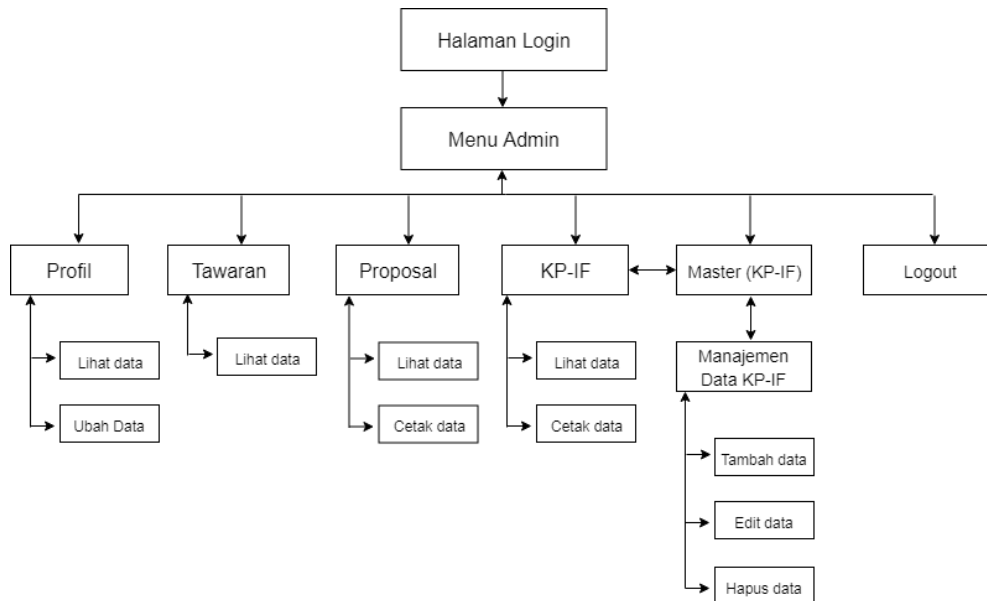 Halaman Login
Menu Admin
Profil
Tawaran
Proposal
KP-IF
Master (KP-IF)
Logout
Lihat data
Lihat data
Lihat data
Lihat data
Manajemen
Data KP-IF
Ubah Data
Cetak data
Cetak data
Tambah data
Edit data
Hapus data